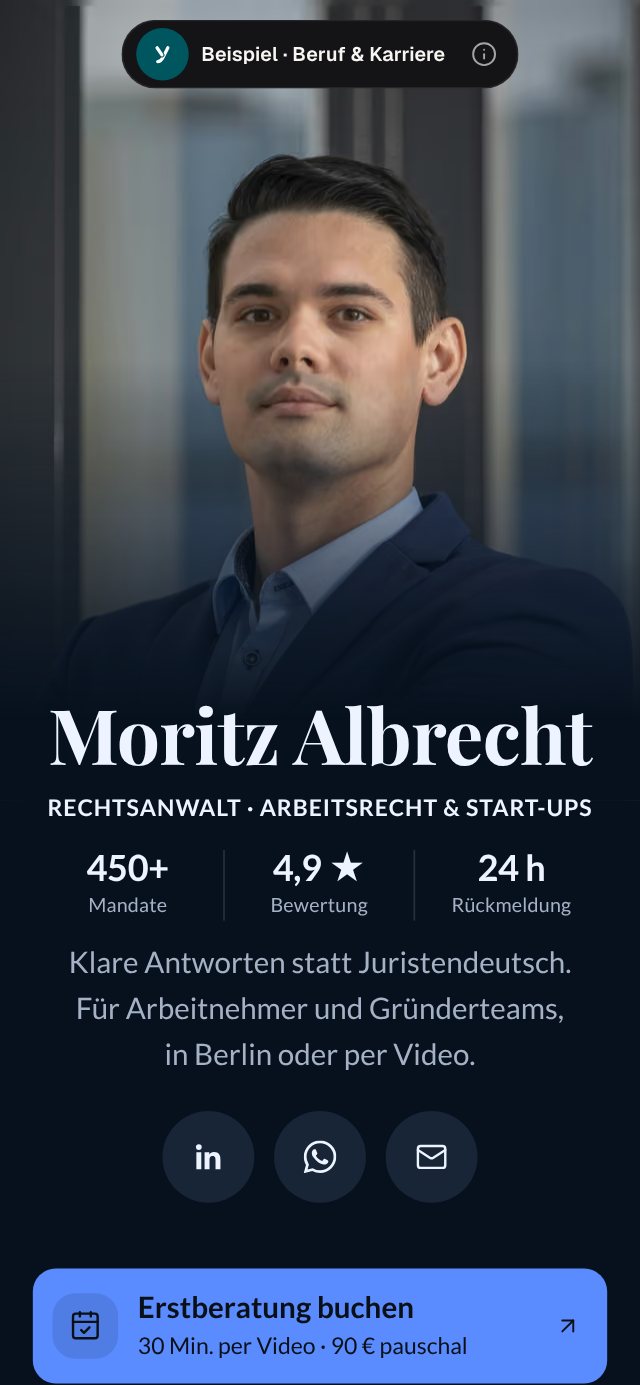 y
Beispiel · Beruf & Karriere
Moritz Albrecht
RECHTSANWALT · ARBEITSRECHT & START-UPS
450+
Mandate
4,9 ★
Bewertung
24 h
Rückmeldung
Klare Antworten statt Juristendeutsch.
Für Arbeitnehmer und Gründerteams,
in Berlin oder per Video.
in
Erstberatung buchen
30 Min. per Video · 90 € pauschal